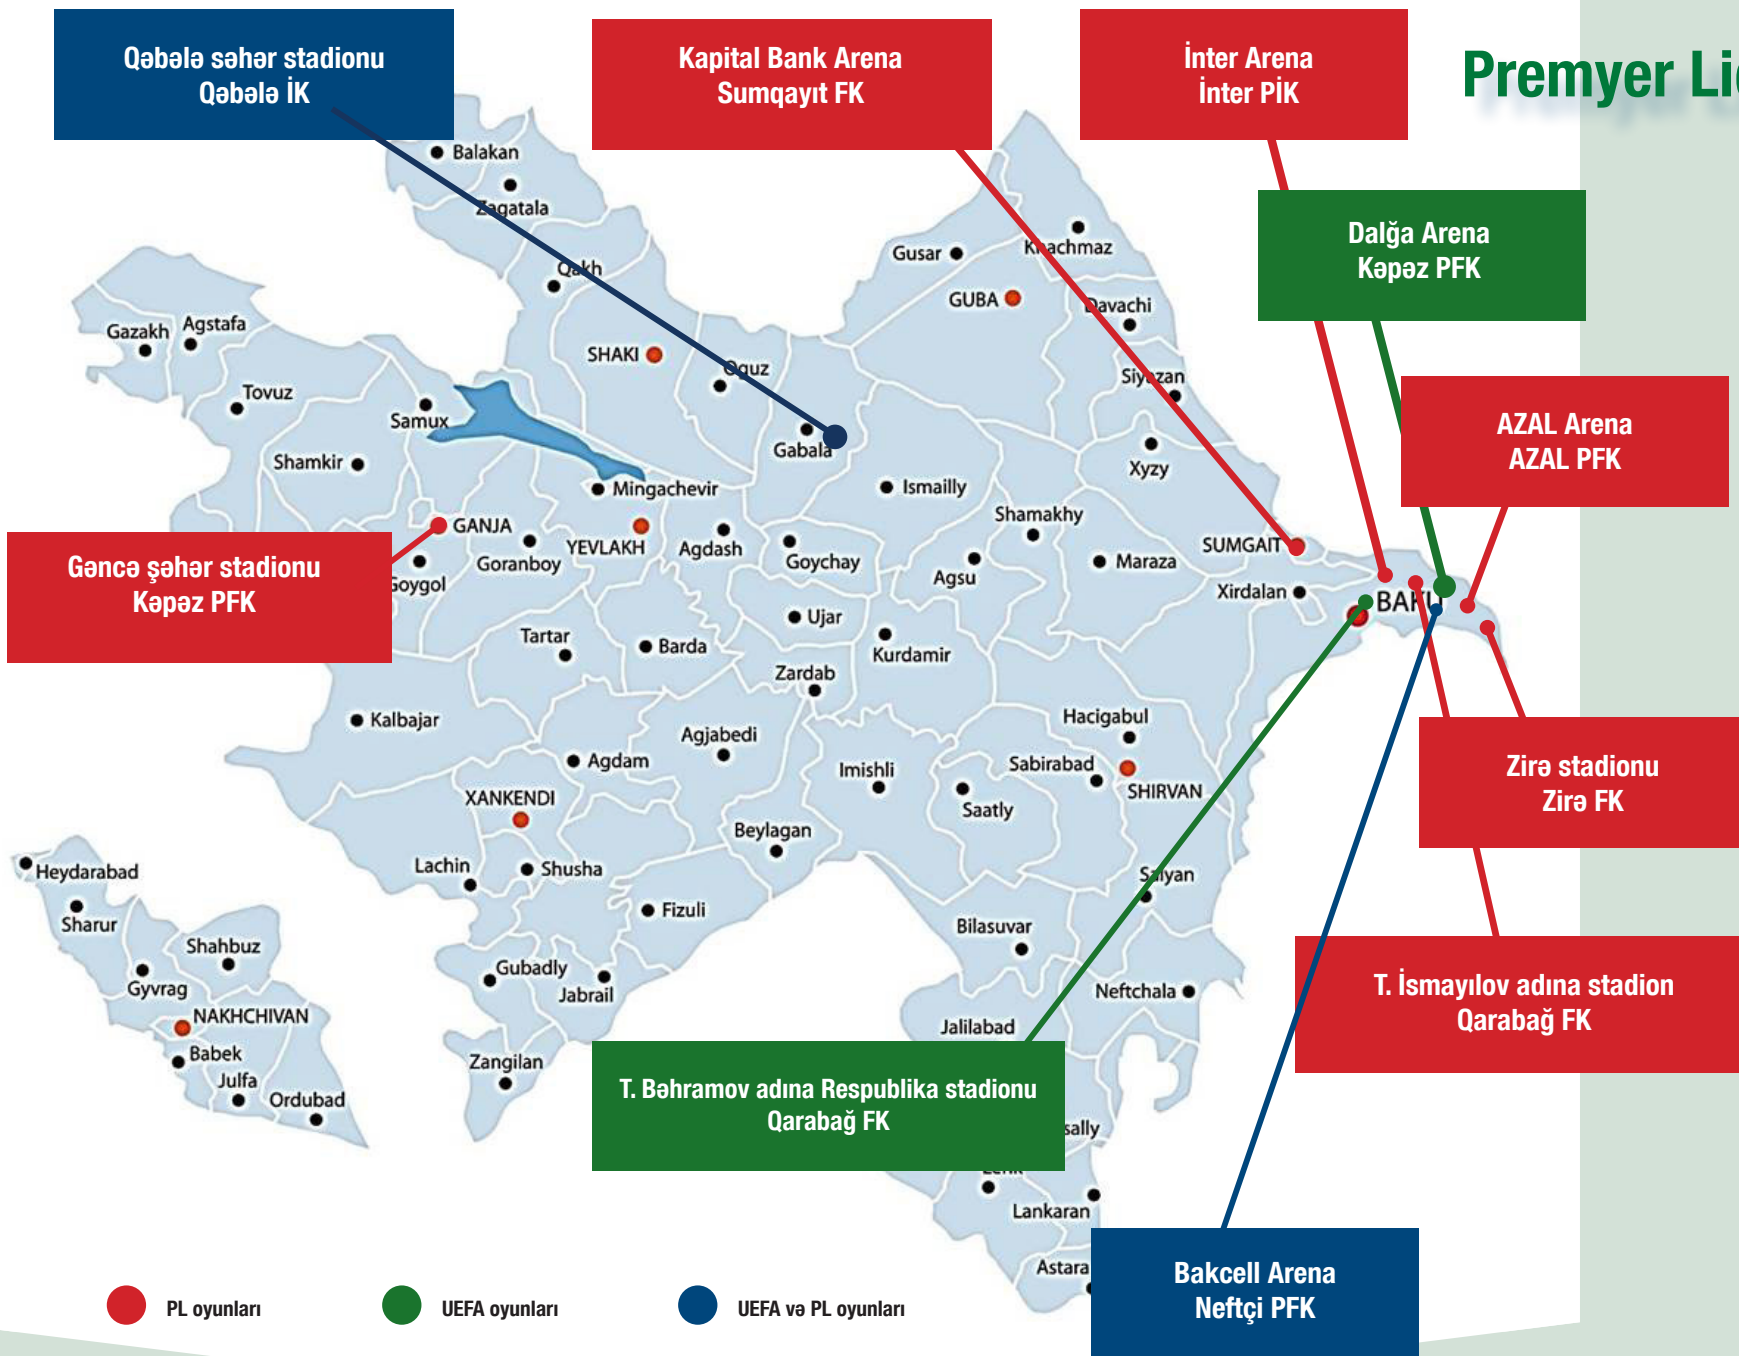 Qəbələ səhər stadionu
Qəbələ İK
Kapital Bank Arena
Sumqayıt FK
İnter Arena
İnter PİK
Premyer
Dalğa Arena
Kəpəz PFK
AZAL Arena
AZAL PFK
Gəncə şəhər stadionu
Kəpəz PFK
Zirə stadionu
Zirə FK
T. İsmayılov adına stadion
Qarabağ FK
T. Bəhramov adına Respublika stadionu
Qarabağ FK
Bakcell Arena
Neftçi PFK
Balakan
Zagatala
Qakh
Gusar
Khachmaz
GUBA
Davachi
Gazakh
Agstafa
SHAKI
Oguz
Siyazan
Tovuz
Samux
Gabala
Xyzy
Shamkir
Mingachevir
Ismailly
Shamakhy
GANJA
Goranboy
YEVLAKH
Agdash
Goychay
Agsu
Maraza
SUMGAIT
Goygol
Xirdalan
BAKU
Ujar
Tartar
Barda
Kurdamir
Zardab
Kalbajar
Agjabedi
Hacigabul
Agdam
Imishli
Sabirabad
SHIRVAN
XANKENDI
Saatly
Beylagan
Lachin
Shusha
Salyan
Heydarabad
Sharur
Fizuli
Bilasuvar
Shahbuz
Gyvrag
Gubadly
Jabrail
Neftchala
NAKHCHIVAN
Jalilabad
Babek
Zangilan
Julfa
Ordubad
Lankaran
Astara
PL oyunları
UEFA oyunları
UEFA və PL oyunları